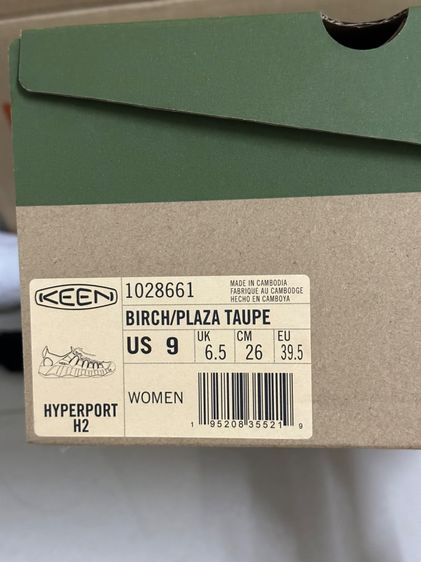 KEEN
1028661
MADE IN CAMBODIA
FABRIQUE AU CAMBODGE
HECHO EN CAMBOYA
BIRCH/PLAZA TAUPE
US 9
UK 6.5
CM 26
EU 39.5
HYPERPORT
H2
WOMEN
1 95208 35521 9